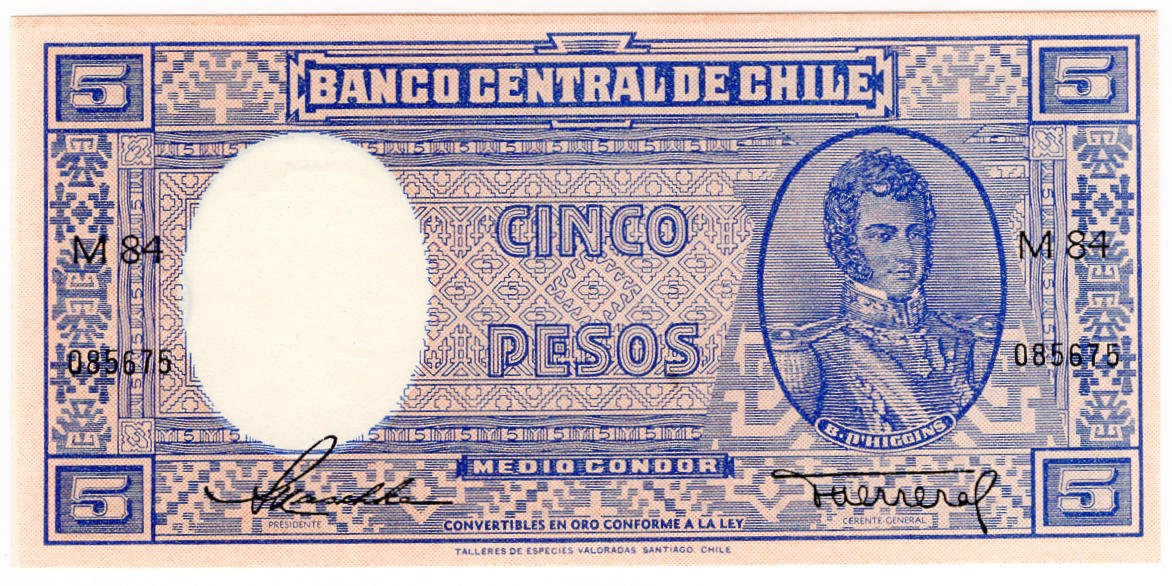 5 BANCO CENTRAL DE CHILE 5
M 84 CINCO M 84
085675 PESOS 085675
B. O'HIGGINS
MEDIO CONDOR
5 5
PRESIDENTE CONVERTIBLES EN ORO CONFORME A LA LEY GERENTE GENERAL
TALLERES DE ESPECIES VALORADAS SANTIAGO. CHILE